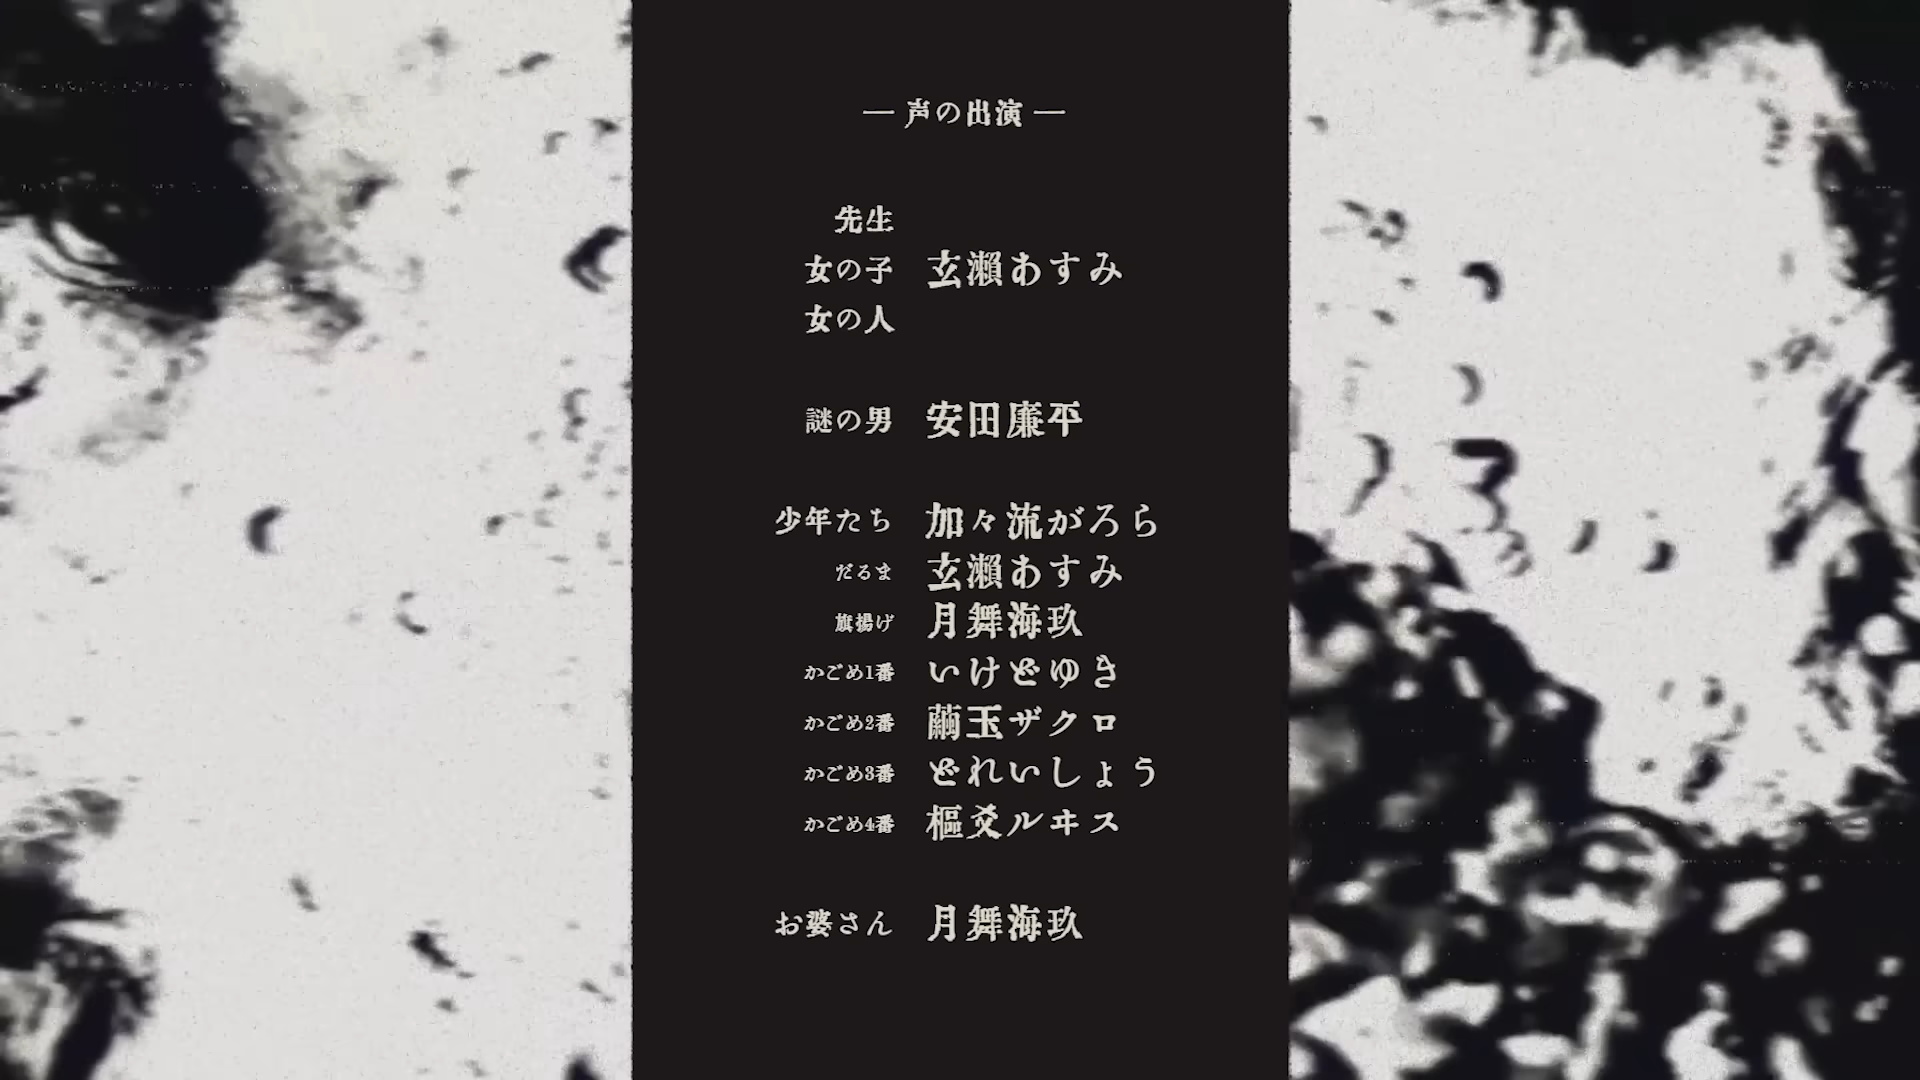 ― 声の出演 ―
先生
女の子 玄瀬あすみ
女の人
謎の男 安田廉平
少年たち 加々流がろら
だるま 玄瀬あすみ
旗揚げ 月舞海玖
かごめ1番 いけどゆき
かごめ2番 繭玉ザクロ
かごめ3番 どれいしょう
かごめ4番 樞爻ルヰス
お婆さん 月舞海玖